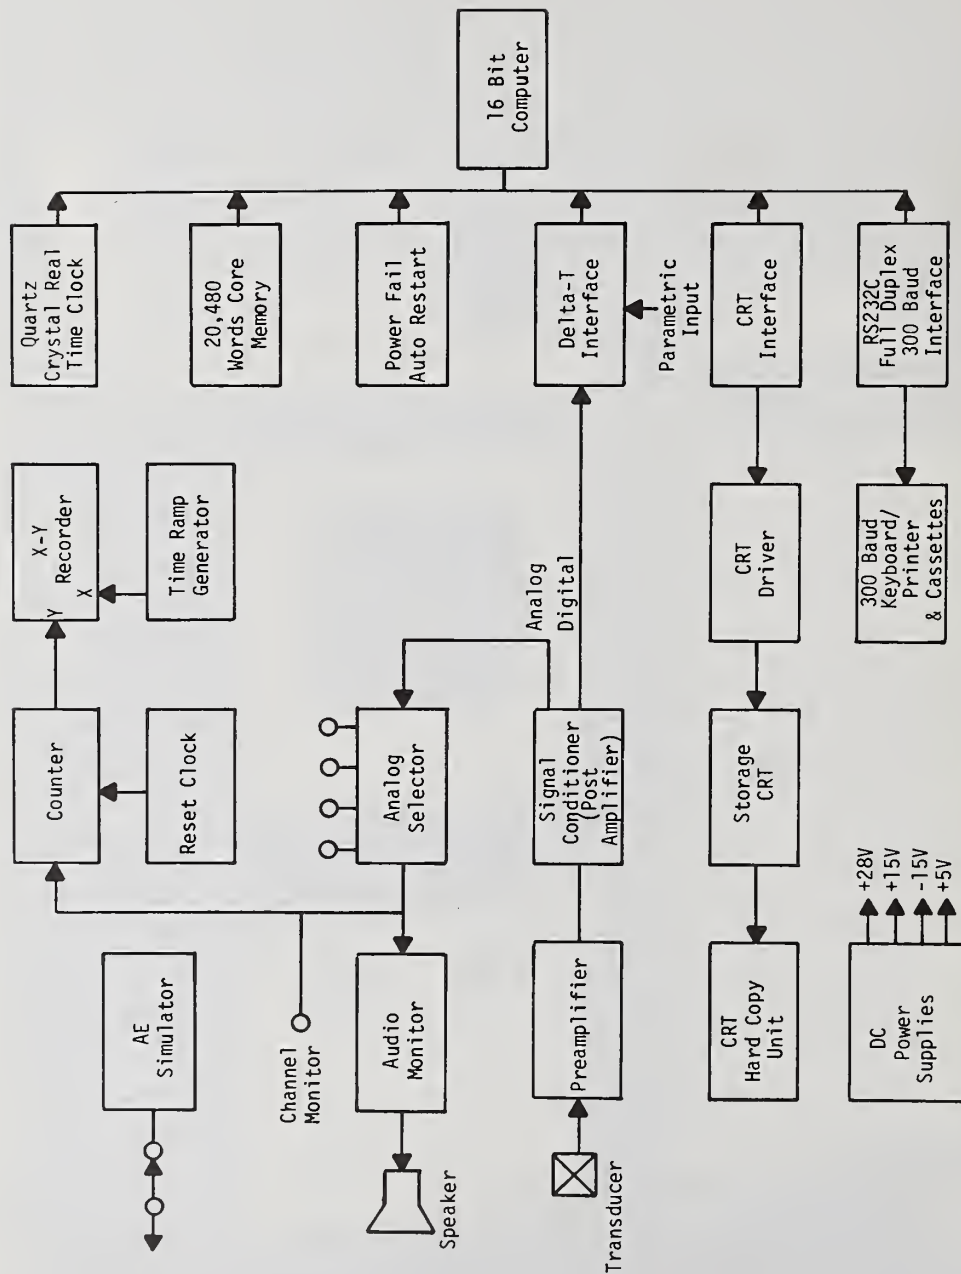 AE
Simulator
Counter
Reset Clock
X-Y
Recorder
Y
X
Time Ramp
Generator
Quartz
Crystal Real
Time Clock
20,480
Words Core
Memory
Power Fail
Auto Restart
16 Bit
Computer
Channel
Monitor
Speaker
Audio
Monitor
Analog
Selector
Analog
Digital
Transducer
Preamplifier
Signal
Conditioner
(Post
Amplifier)
Delta-T
Interface
Parametric
Input
CRT
Hard Copy
Unit
Storage
CRT
CRT
Driver
CRT
Interface
DC
Power
Supplies
+28V
+15V
-15V
+5V
300 Baud
Keyboard/
Printer
& Cassettes
RS232C
Full Duplex
300 Baud
Interface